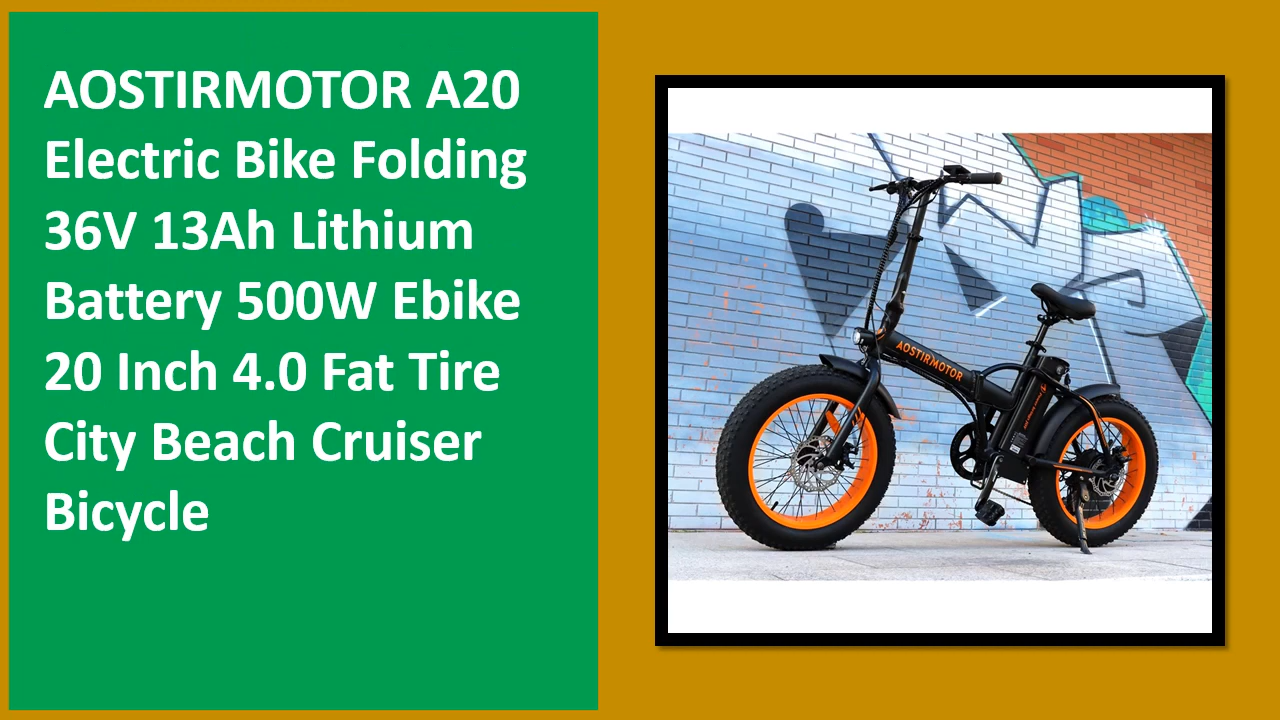 AOSTIRMOTOR A20
Electric Bike Folding
36V 13Ah Lithium
Battery 500W Ebike
20 Inch 4.0 Fat Tire
City Beach Cruiser
Bicycle
AOSTIRMOTOR